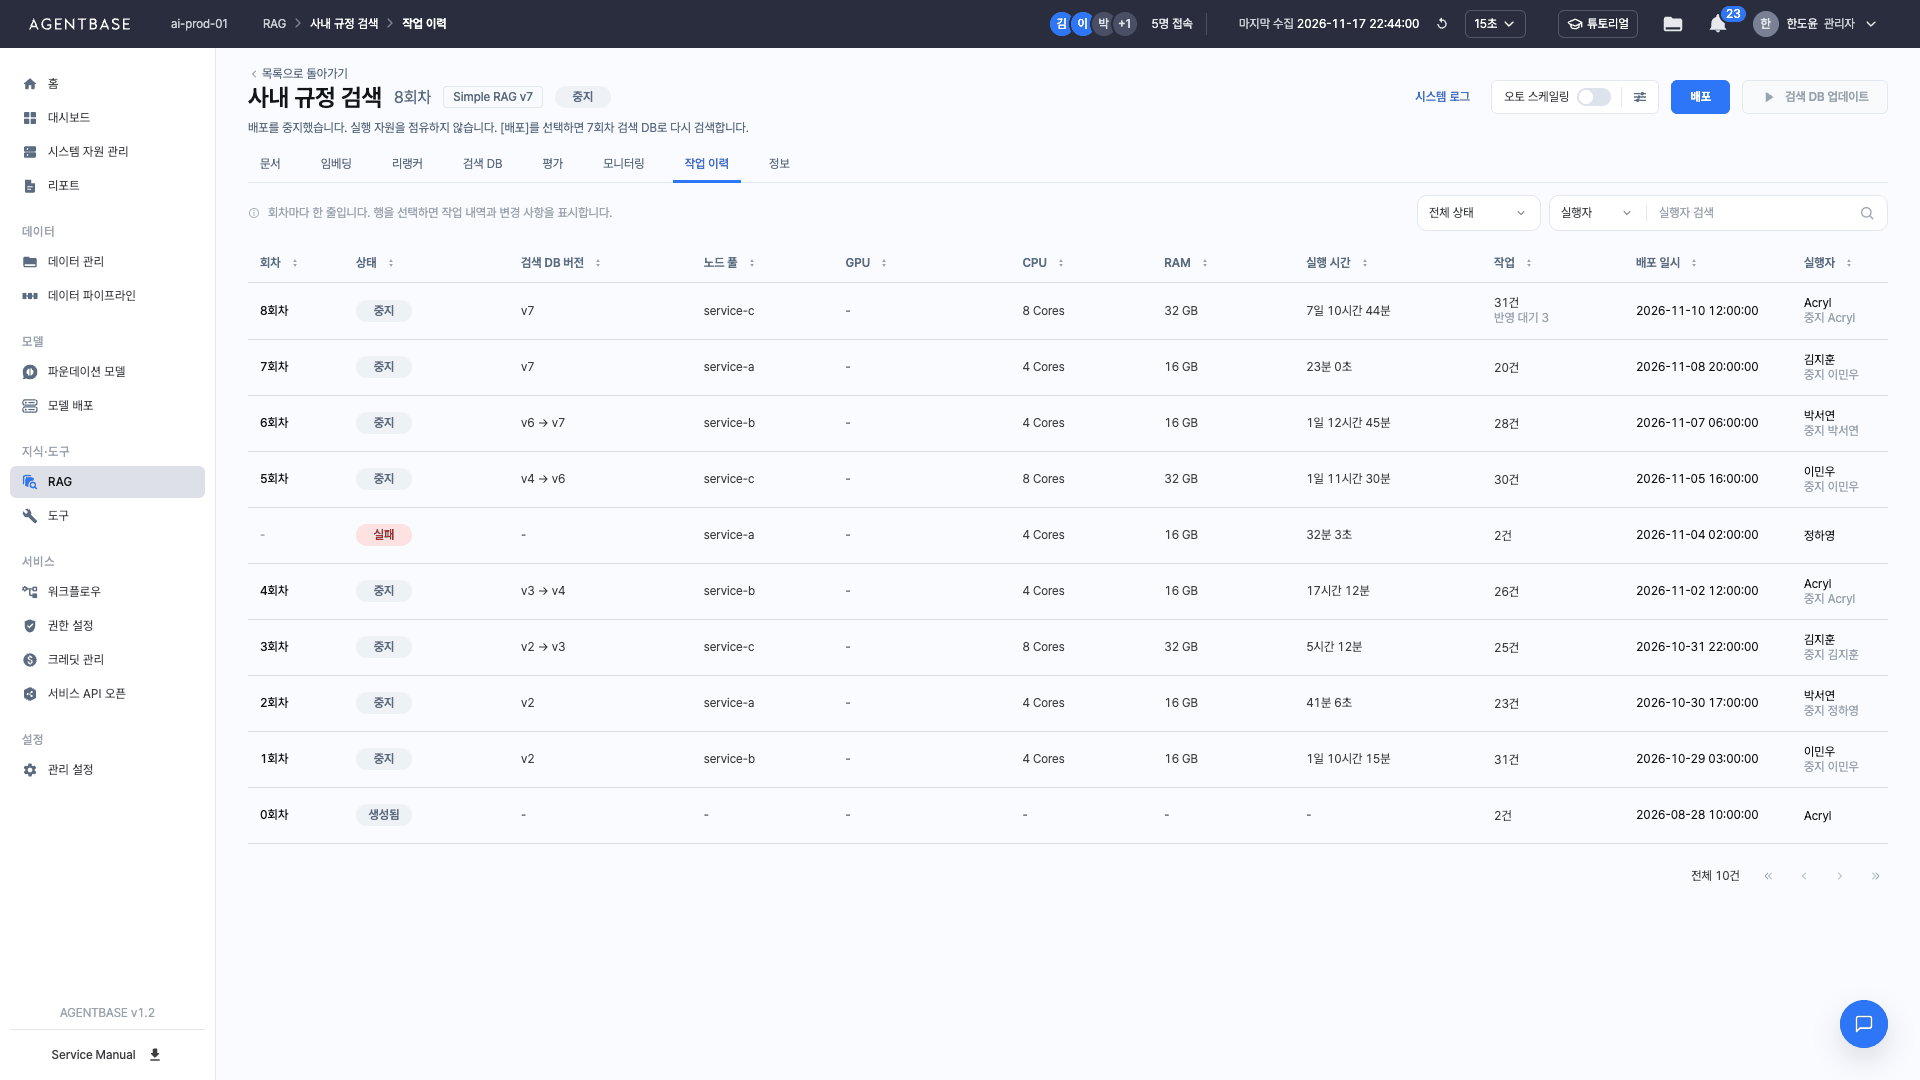 AGENTBASE
ai-prod-01
RAG > 사내 규정 검색 > 작업 이력
김 이 박 +1 5명 접속
마지막 수집 2026-11-17 22:44:00
15초
튜토리얼
23
한 한도윤 관리자
홈
대시보드
시스템 자원 관리
리포트
데이터
데이터 관리
데이터 파이프라인
모델
파운데이션 모델
모델 배포
지식·도구
RAG
도구
서비스
워크플로우
권한 설정
크레딧 관리
서비스 API 오픈
설정
관리 설정
AGENTBASE v1.2
Service Manual
목록으로 돌아가기
사내 규정 검색 8회차 Simple RAG v7 중지
배포를 중지했습니다. 실행 자원을 점유하지 않습니다. [배포]를 선택하면 7회차 검색 DB로 다시 검색합니다.
시스템 로그 오토 스케일링 배포 검색 DB 업데이트
문서 임베딩 리랭커 검색 DB 평가 모니터링 작업 이력 정보
회차마다 한 줄입니다. 행을 선택하면 작업 내역과 변경 사항을 표시합니다.
전체 상태 실행자 실행자 검색
회차 상태 검색 DB 버전 노드 풀 GPU CPU RAM 실행 시간 작업 배포 일시 실행자
8회차 중지 v7 service-c - 8 Cores 32 GB 7일 10시간 44분 31건 반영 대기 3 2026-11-10 12:00:00 Acryl 중지 Acryl
7회차 중지 v7 service-a - 4 Cores 16 GB 23분 0초 20건 2026-11-08 20:00:00 김지훈 중지 이민우
6회차 중지 v6 → v7 service-b - 4 Cores 16 GB 1일 12시간 45분 28건 2026-11-07 06:00:00 박서연 중지 박서연
5회차 중지 v4 → v6 service-c - 8 Cores 32 GB 1일 11시간 30분 30건 2026-11-05 16:00:00 이민우 중지 이민우
- 실패 - service-a - 4 Cores 16 GB 32분 3초 2건 2026-11-04 02:00:00 정하영
4회차 중지 v3 → v4 service-b - 4 Cores 16 GB 17시간 12분 26건 2026-11-02 12:00:00 Acryl 중지 Acryl
3회차 중지 v2 → v3 service-c - 8 Cores 32 GB 5시간 12분 25건 2026-10-31 22:00:00 김지훈 중지 김지훈
2회차 중지 v2 service-a - 4 Cores 16 GB 41분 6초 23건 2026-10-30 17:00:00 박서연 중지 정하영
1회차 중지 v2 service-b - 4 Cores 16 GB 1일 10시간 15분 31건 2026-10-29 03:00:00 이민우 중지 이민우
0회차 생성됨 - - - - - - 2건 2026-08-28 10:00:00 Acryl
전체 10건 « ‹ › »